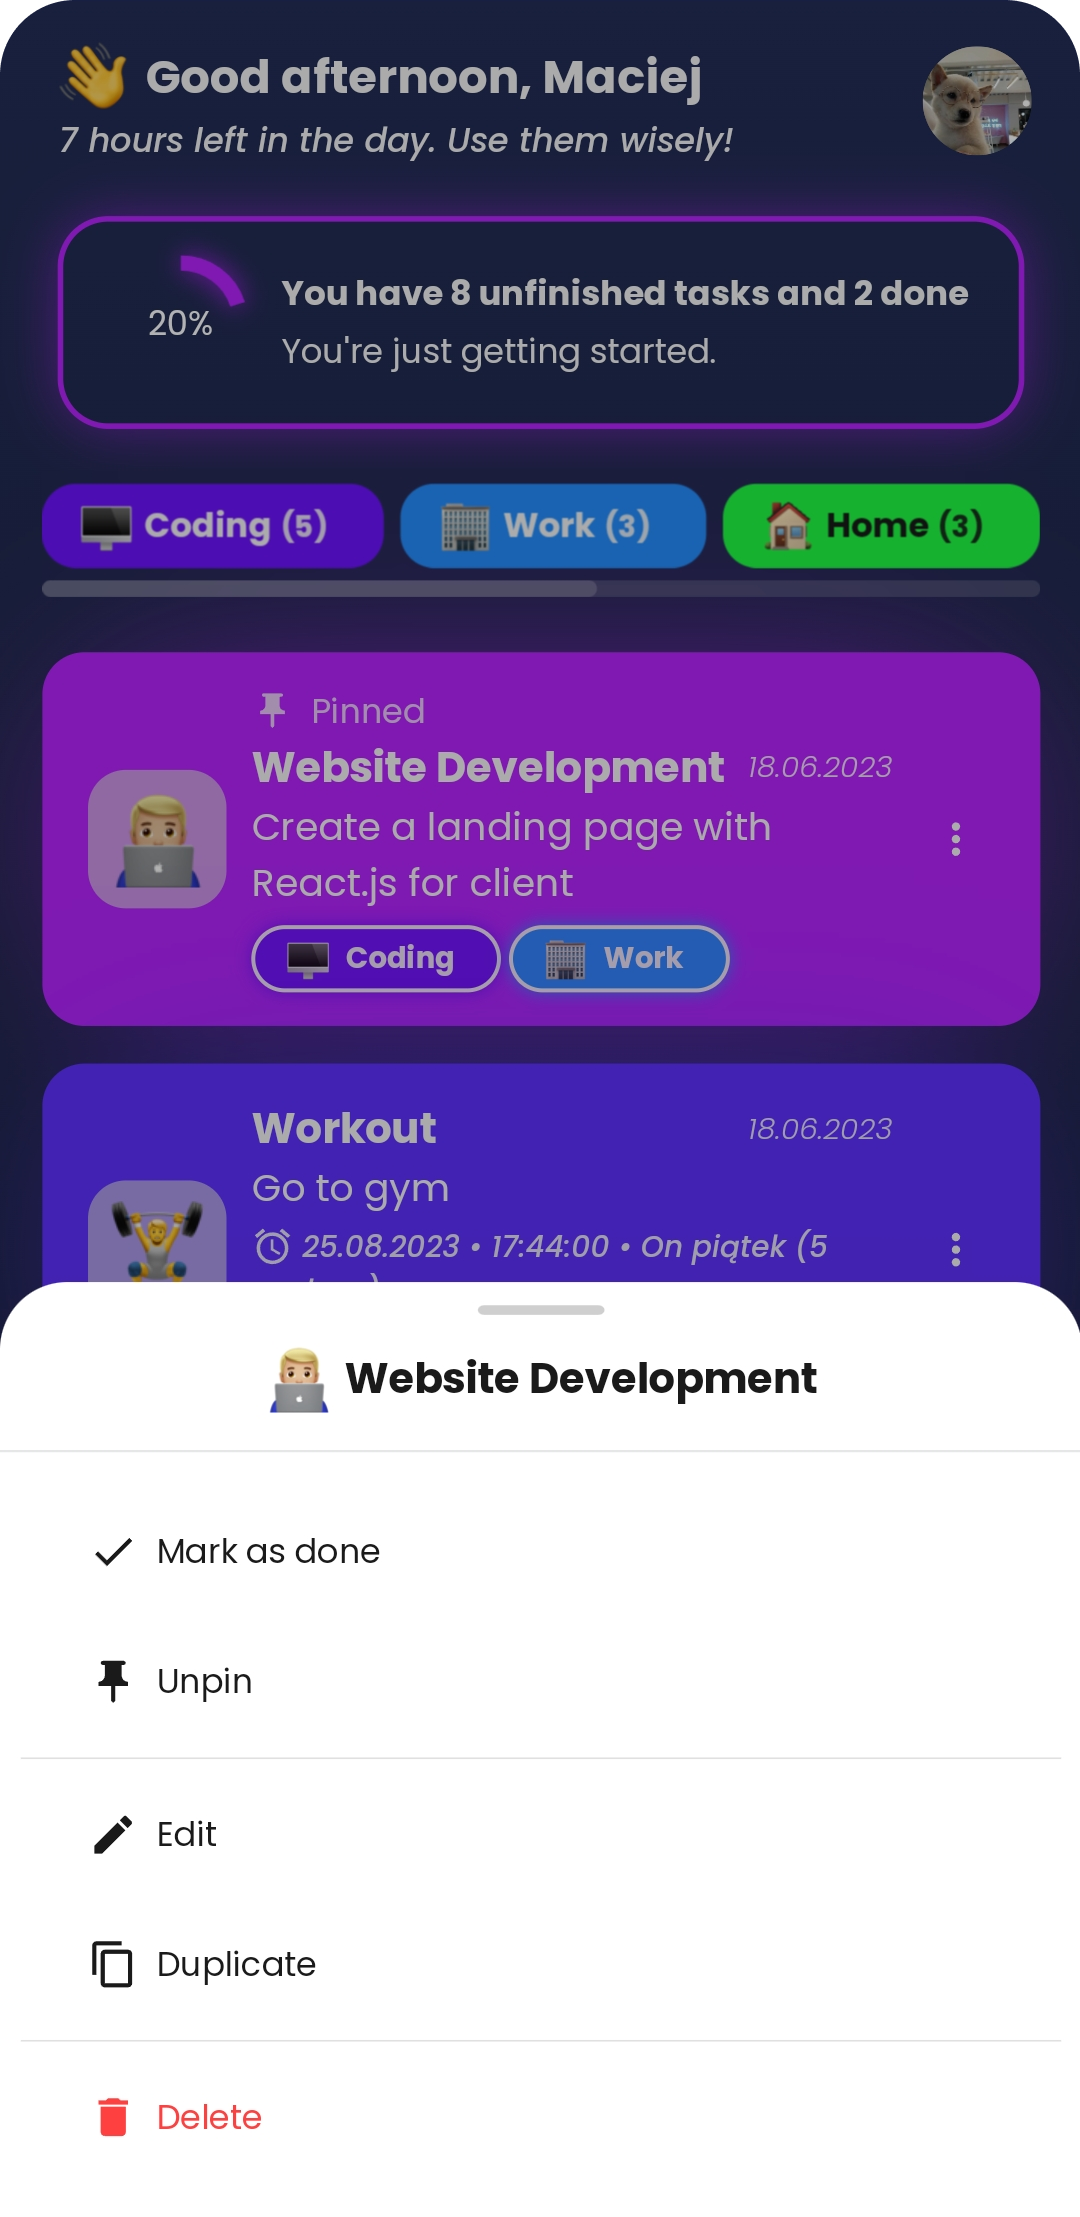 Good afternoon, Maciej
7 hours left in the day. Use them wisely!
20%
You have 8 unfinished tasks and 2 done
You're just getting started.
Coding (5)
Work (3)
Home (3)
Pinned
Website Development 18.06.2023
Create a landing page with
React.js for client
Coding
Work
Workout 18.06.2023
Go to gym
25.08.2023 • 17:44:00 • On piątek (5
Website Development
Mark as done
Unpin
Edit
Duplicate
Delete